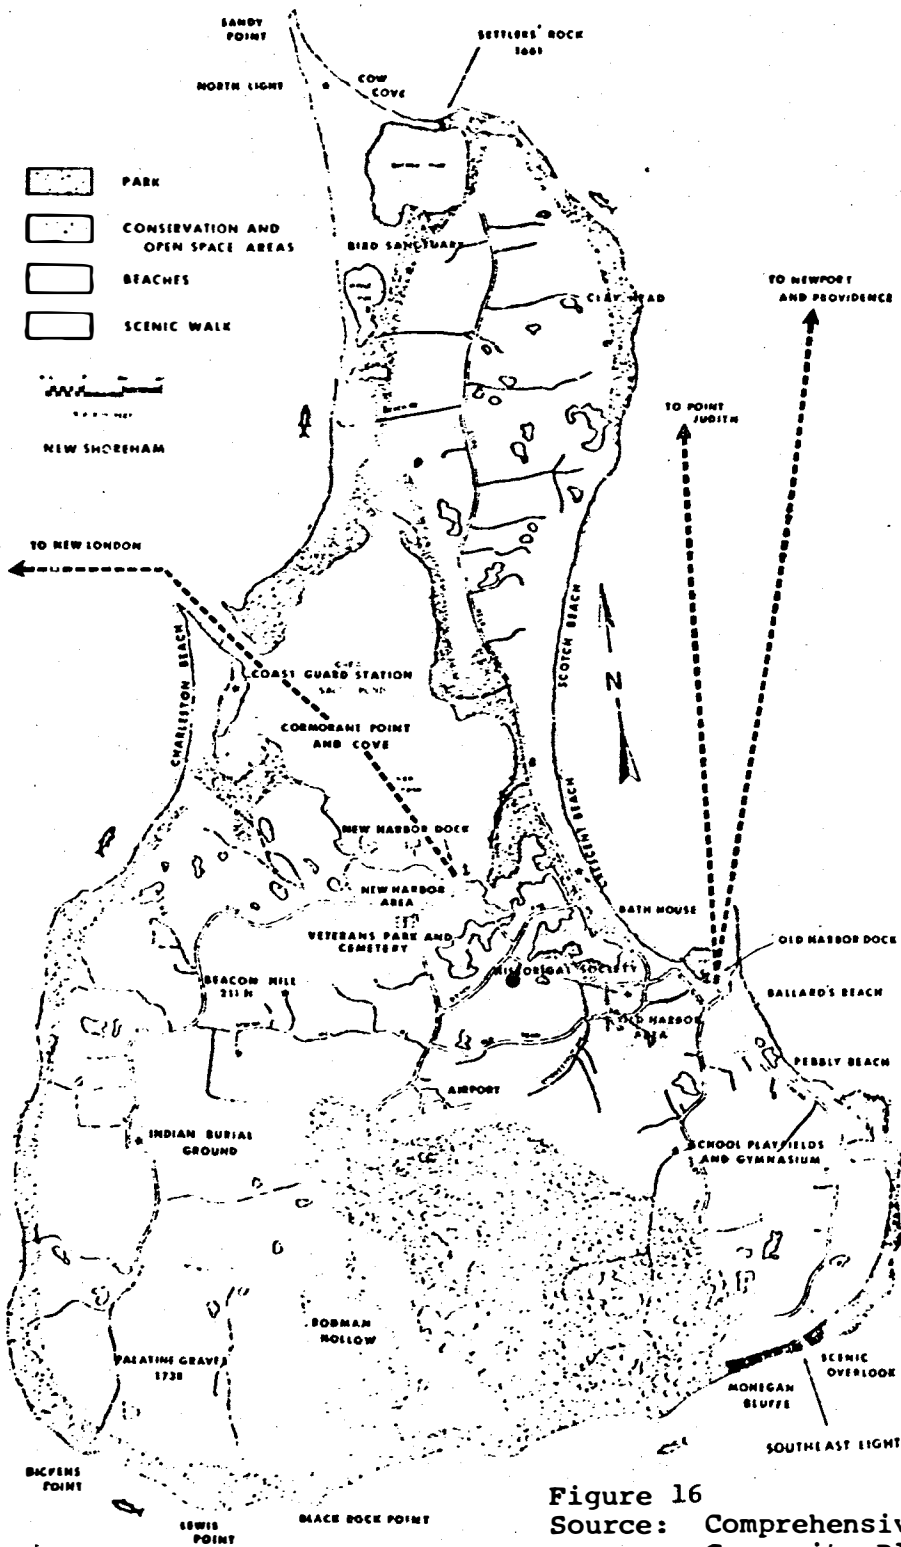 SANDY
POINT
SETTLERS' ROCK
1661
NORTH LIGHT
COW
COVE
PARK
CONSERVATION AND
OPEN SPACE AREAS
BEACHES
SCENIC WALK
NEW SHOREHAM
BIRD SANCTUARY
CLAY HEAD
TO NEWPORT
AND PROVIDENCE
TO POINT
JUDITH
TO NEW LONDON
CHARLESTON BEACH
COAST GUARD STATION
CORMORANT POINT
AND COVE
SCOTCH BEACH
N
CRESCENT BEACH
NEW HARBOR DOCK
NEW HARBOR
AREA
VETERANS PARK AND
CEMETERY
BATH HOUSE
OLD HARBOR DOCK
HISTORICAL SOCIETY
BEACON HILL
BALLARD'S BEACH
OLD HARBOR
AREA
PEBBLY BEACH
AIRPORT
INDIAN BURIAL
GROUND
SCHOOL PLAYFIELDS
AND GYMNASIUM
RODMAN
HOLLOW
PALATINE GRAVES
1738
SCENIC
OVERLOOK
MOHEGAN
BLUFFS
SOUTHEAST LIGHT
DICKENS
POINT
LEWIS
POINT
BLACK ROCK POINT
Figure 16
Source: Comprehensiv